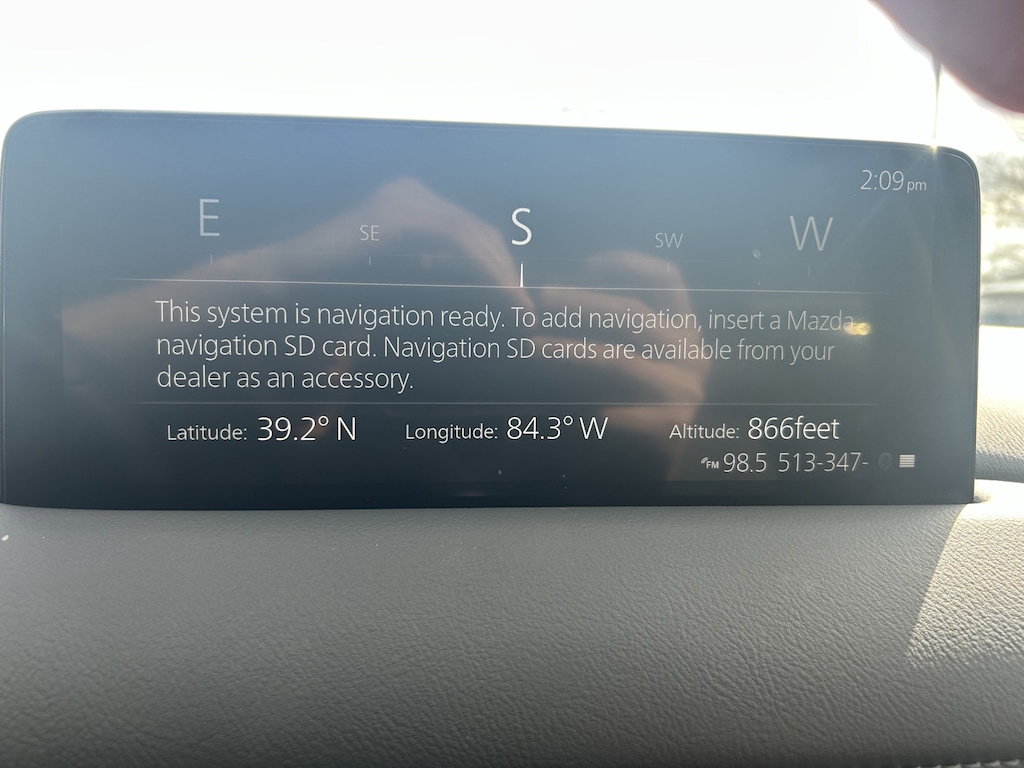 2:09pm
E SE S SW W
This system is navigation ready. To add navigation, insert a Mazda
navigation SD card. Navigation SD cards are available from your
dealer as an accessory.
Latitude: 39.2° N Longitude: 84.3° W Altitude: 866feet
FM 98.5 513-347-